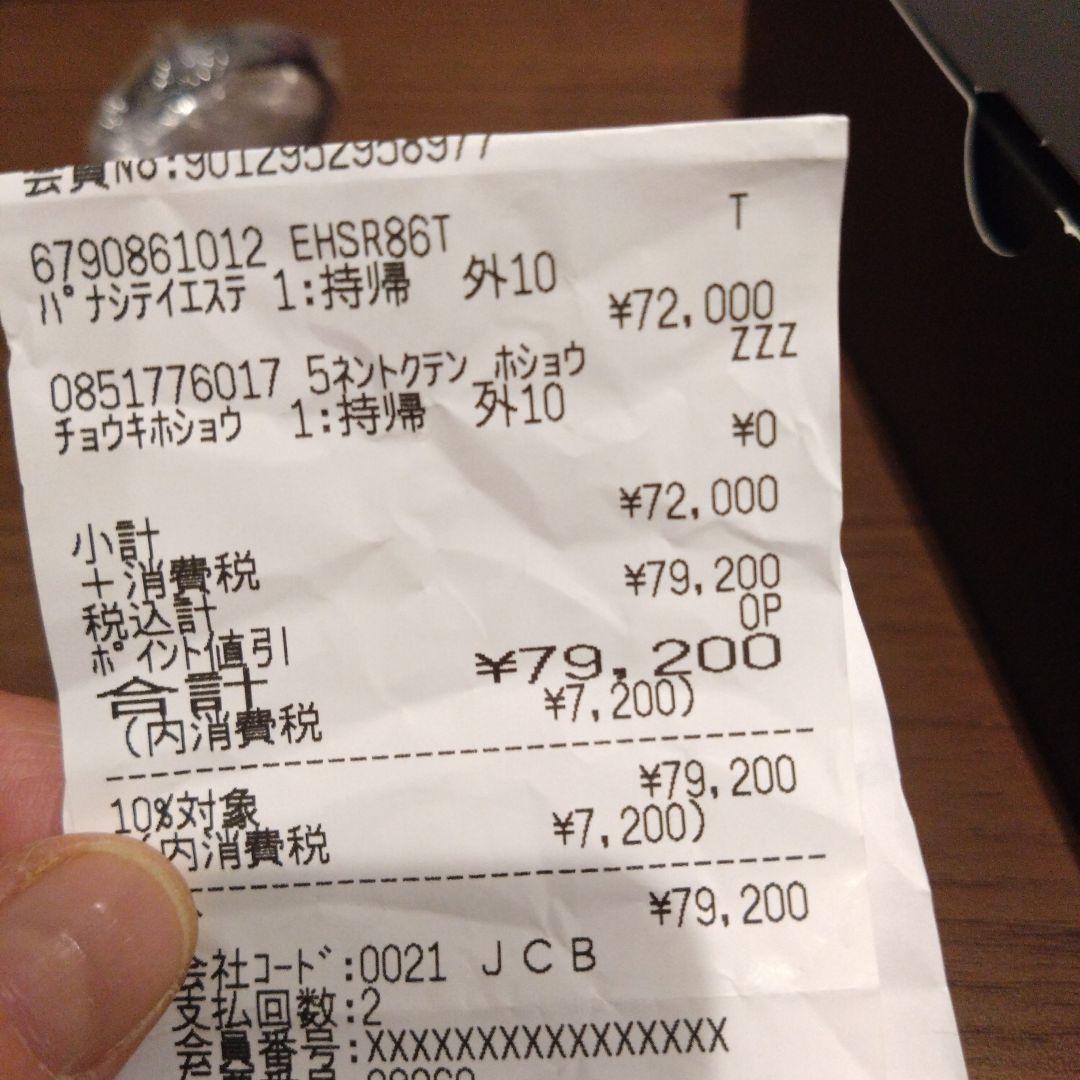 会員No:9012952958977
6790861012 EHSR86T T
パナシテイエステ 1:持帰 外10 ¥72,000
0851776017 5ネントクテン ホショウ ZZZ
チョウキホショウ 1:持帰 外10 ¥0
小計 ¥72,000
+消費税
税込計 ¥79,200
ポイント値引 0P
合計 ¥79,200
(内消費税 ¥7,200)
10%対象 ¥79,200
(内消費税 ¥7,200)
¥79,200
会社コード:0021 JCB
支払回数:2
会員番号:XXXXXXXXXXXXXXXX